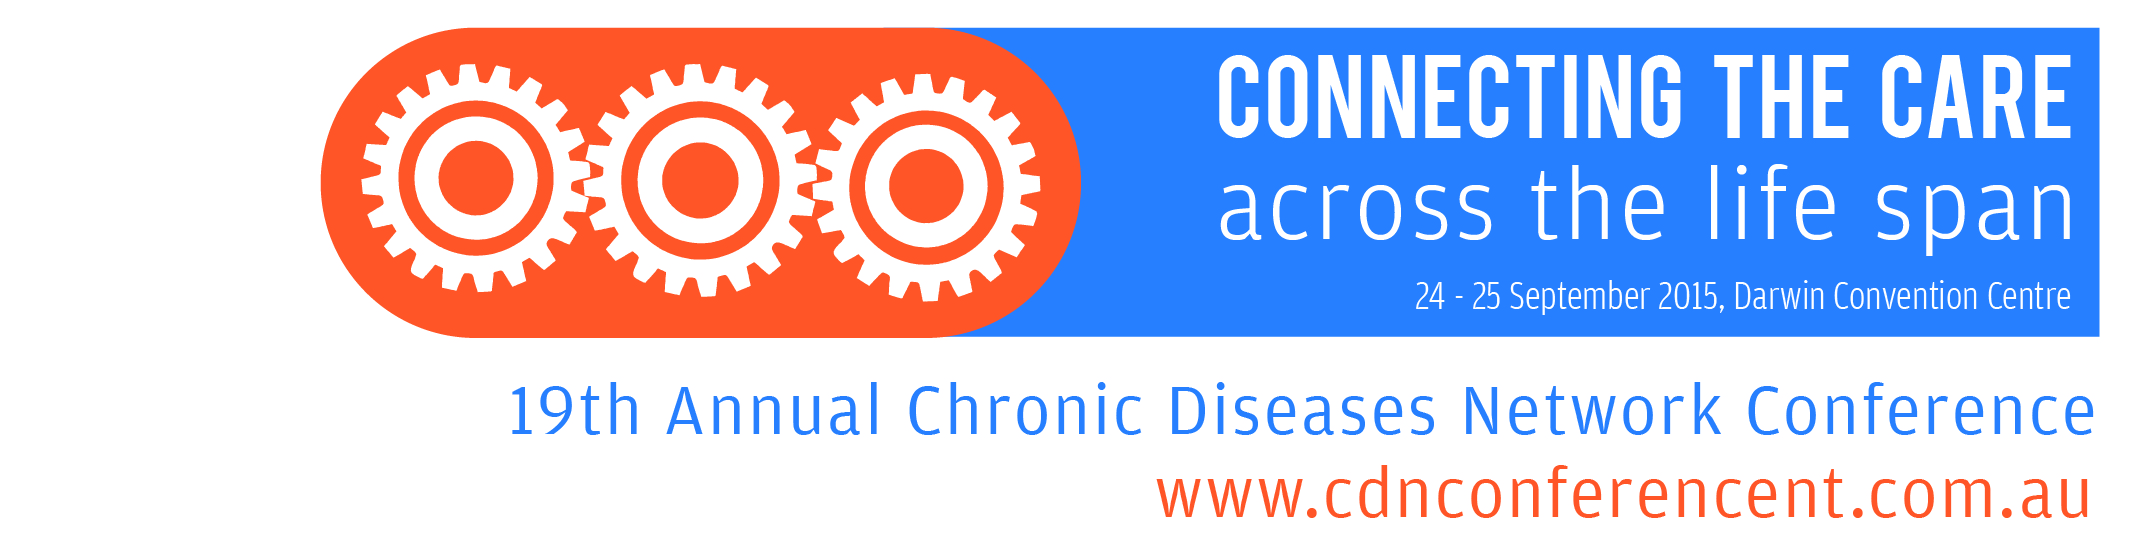 CONNECTING THE CARE
across the life span
24 - 25 September 2015, Darwin Convention Centre
19th Annual Chronic Diseases Network Conference
www.cdnconferencent.com.au